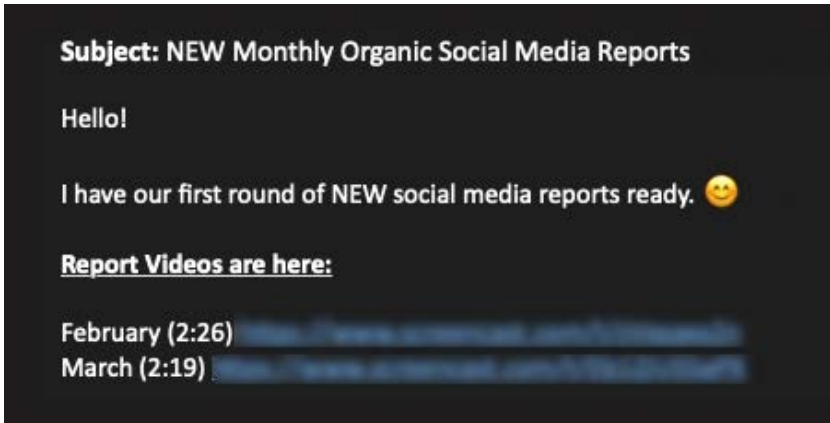 Subject: NEW Monthly Organic Social Media Reports
Hello!
I have our first round of NEW social media reports ready. 😊
Report Videos are here:
February (2:26)
March (2:19)